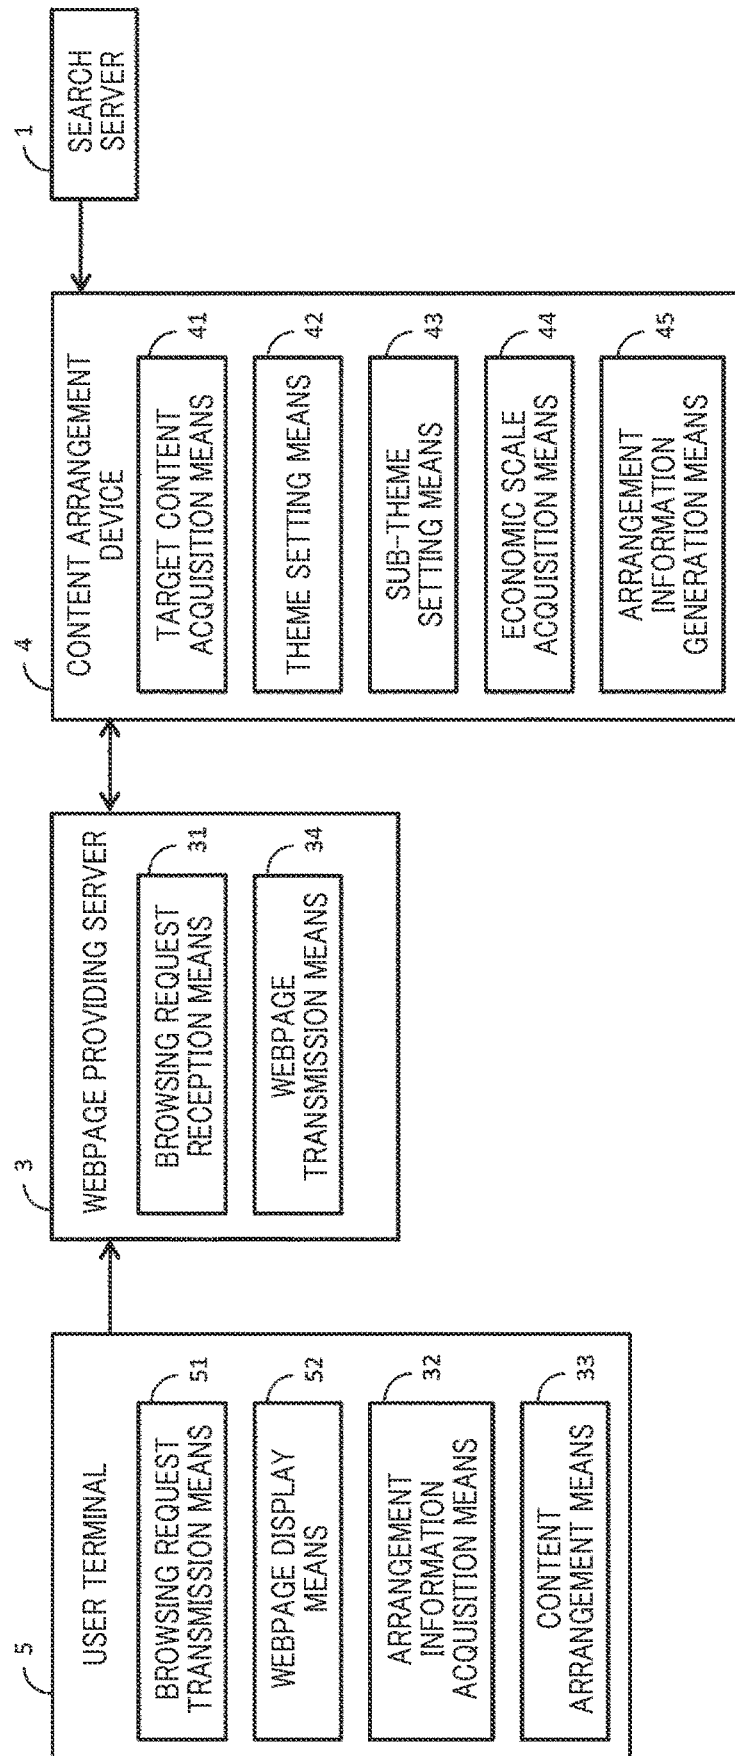 5
USER TERMINAL
51
BROWSING REQUEST
TRANSMISSION MEANS
52
WEBPAGE DISPLAY
MEANS
32
ARRANGEMENT
INFORMATION
ACQUISITION MEANS
33
CONTENT
ARRANGEMENT MEANS
3
WEBPAGE PROVIDING SERVER
31
BROWSING REQUEST
RECEPTION MEANS
34
WEBPAGE
TRANSMISSION MEANS
4
CONTENT ARRANGEMENT
DEVICE
41
TARGET CONTENT
ACQUISITION MEANS
42
THEME SETTING MEANS
43
SUB-THEME
SETTING MEANS
44
ECONOMIC SCALE
ACQUISITION MEANS
45
ARRANGEMENT
INFORMATION
GENERATION MEANS
1
SEARCH
SERVER